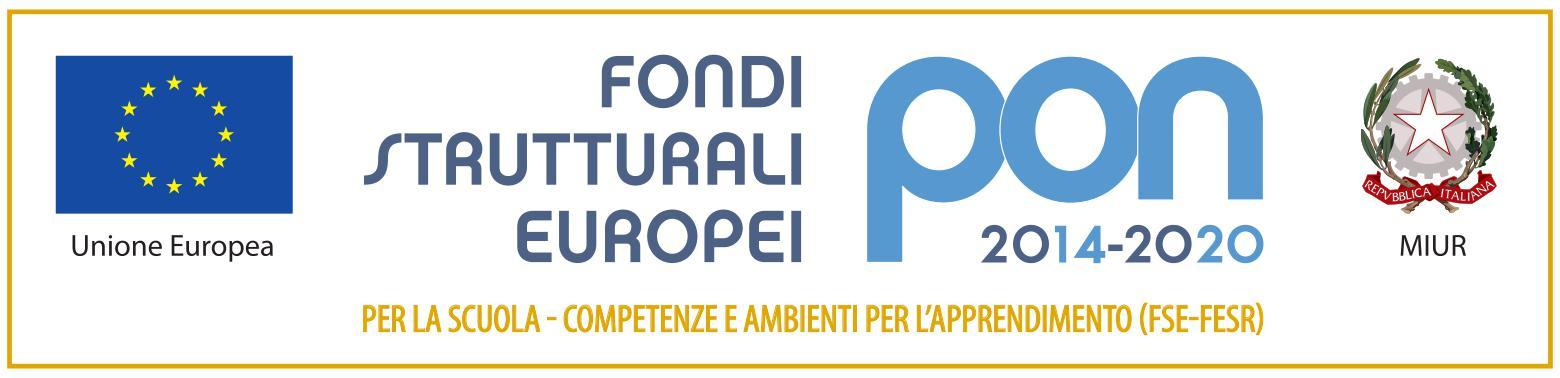 Unione Europea
FONDI
STRUTTURALI
EUROPEI
pon
2014-2020
REPVBBLICA ITALIANA
MIUR
PER LA SCUOLA - COMPETENZE E AMBIENTI PER L'APPRENDIMENTO (FSE-FESR)